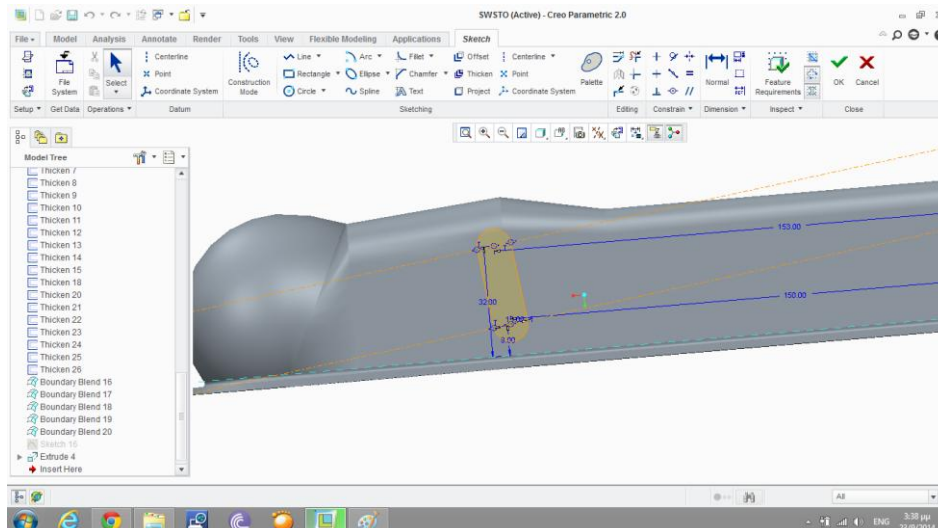 SWSTO (Active) - Creo Parametric 2.0
File Model Analysis Annotate Render Tools View Flexible Modeling Applications Sketch
File System
Select
Centerline
Point
Coordinate System
Construction Mode
Line Arc Fillet Offset Centerline
Rectangle Ellipse Chamfer Thicken Point
Circle Spline Text Project Coordinate System
Palette
Normal
Feature Requirements
OK Cancel
Setup Get Data Operations Datum Sketching Editing Constrain Dimension Inspect Close
Model Tree
Thicken 7
Thicken 8
Thicken 9
Thicken 10
Thicken 11
Thicken 12
Thicken 13
Thicken 14
Thicken 15
Thicken 18
Thicken 20
Thicken 21
Thicken 22
Thicken 23
Thicken 24
Thicken 25
Thicken 26
Boundary Blend 16
Boundary Blend 17
Boundary Blend 18
Boundary Blend 19
Boundary Blend 20
Sketch 16
Extrude 4
Insert Here
153.00
32.00
150.00
8.00
All
ENG
3:38 μμ